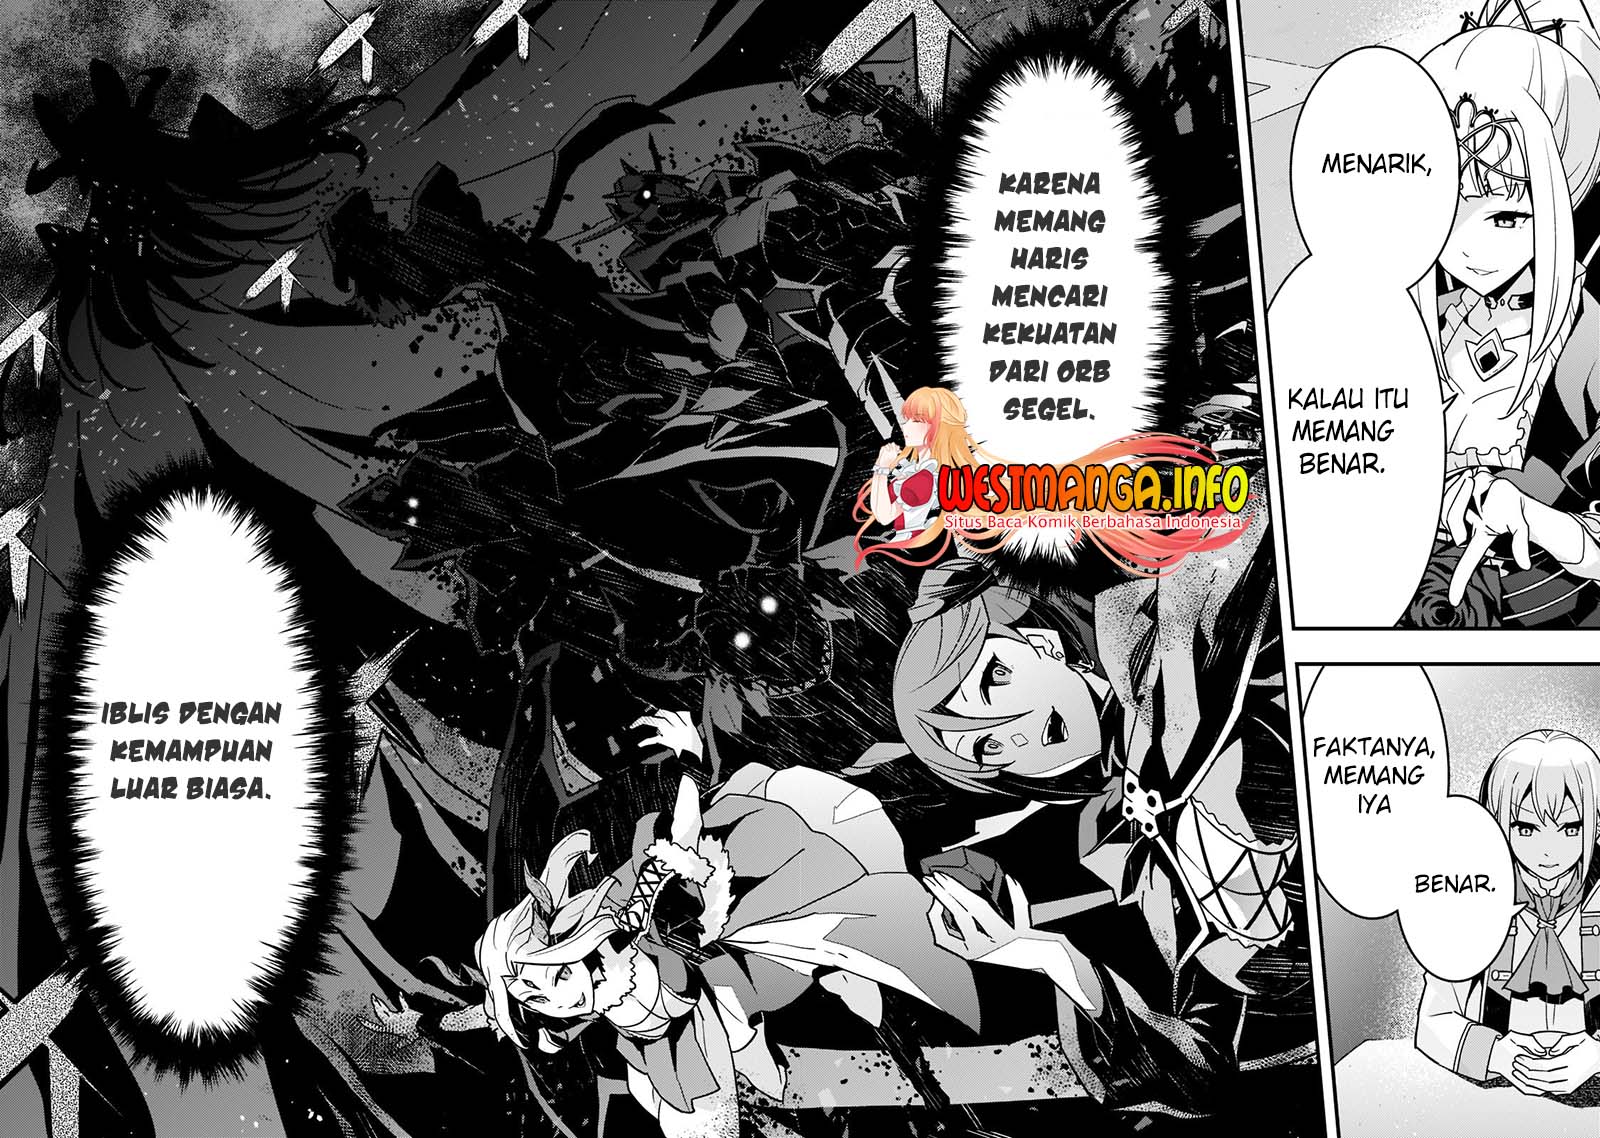 MENARIK,
KALAU ITU
MEMANG
BENAR.
FAKTANYA,
MEMANG
IYA
BENAR.
KARENA
MEMANG
HARIS
MENCARI
KEKUATAN
DARI ORB
SEGEL.
WESTMANGA.INFO
Situs Baca Komik Berbahasa Indonesia
IBLIS DENGAN
KEMAMPUAN
LUAR BIASA.